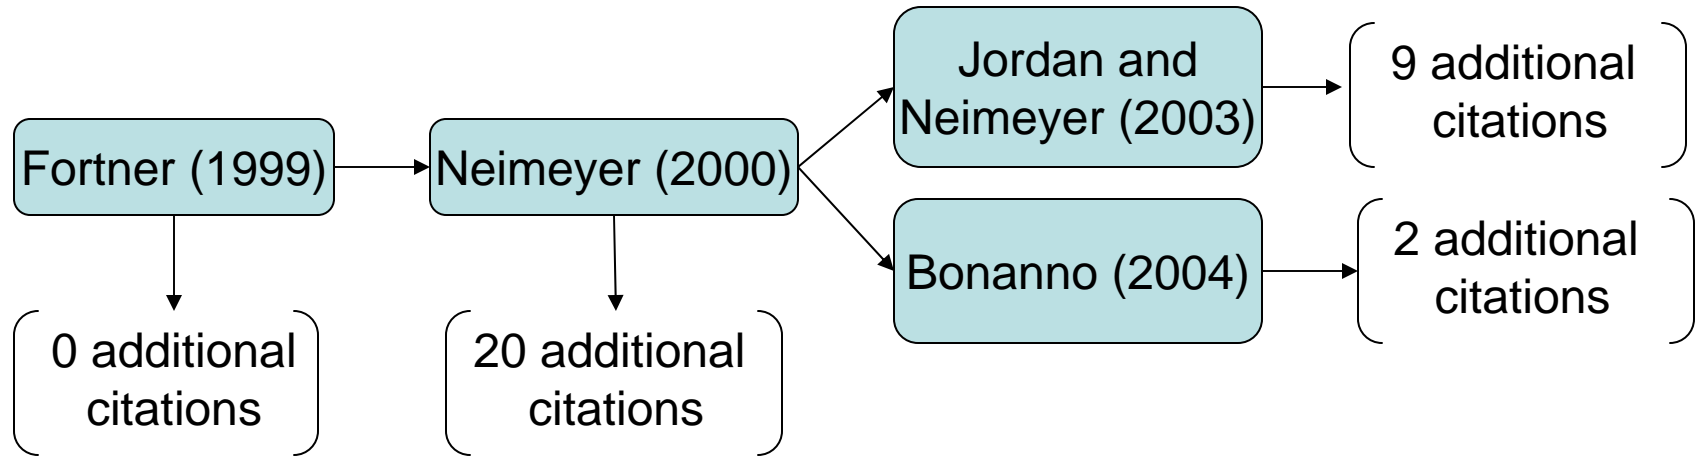 Fortner (1999)
0 additional
citations
Neimeyer (2000)
20 additional
citations
Jordan and
Neimeyer (2003)
9 additional
citations
Bonanno (2004)
2 additional
citations